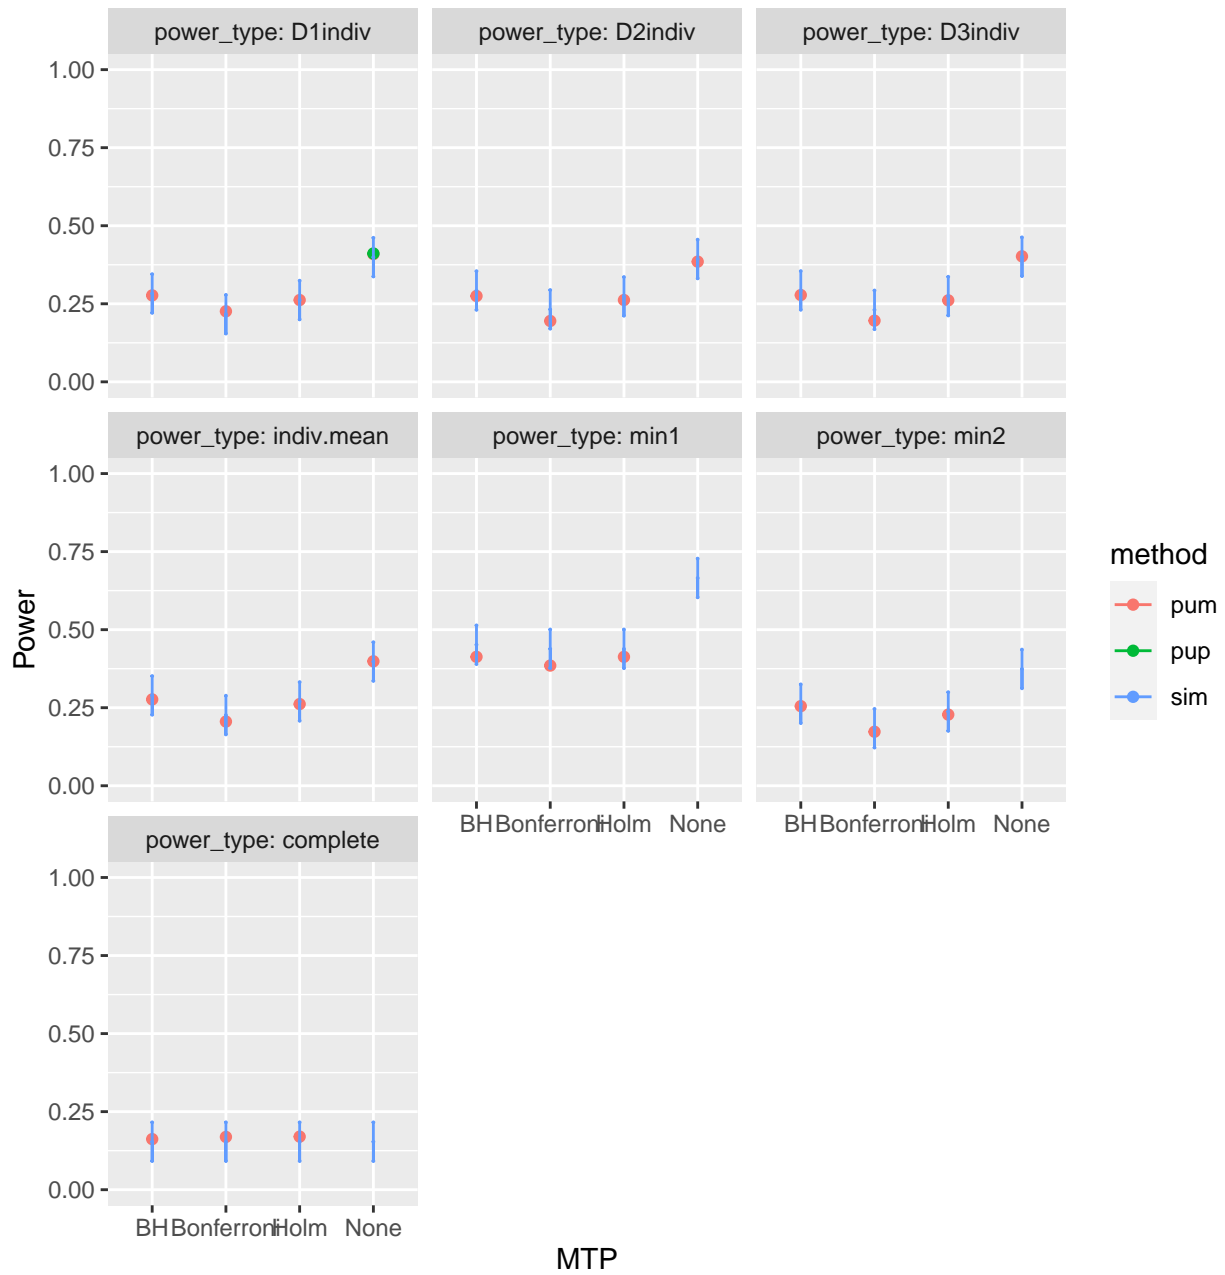 power_type: D1indiv
power_type: D2indiv
power_type: D3indiv
1.00
0.75
0.50
0.25
0.00
power_type: indiv.mean
power_type: min1
power_type: min2
1.00
0.75
0.50
0.25
0.00
BH Bonferroni Holm None
BH Bonferroni Holm None
power_type: complete
1.00
0.75
0.50
0.25
0.00
BH Bonferroni Holm None
MTP
Power
method
pum
pup
sim